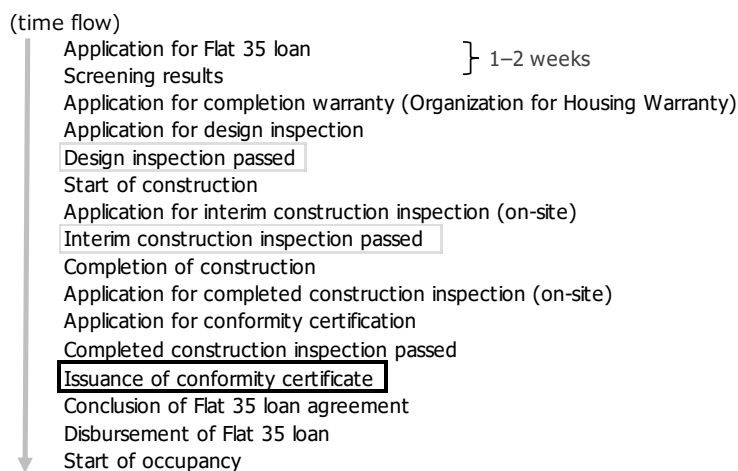 (time flow)
Application for Flat 35 loan
1–2 weeks
Screening results
Application for completion warranty (Organization for Housing Warranty)
Application for design inspection
Design inspection passed
Start of construction
Application for interim construction inspection (on-site)
Interim construction inspection passed
Completion of construction
Application for completed construction inspection (on-site)
Application for conformity certification
Completed construction inspection passed
Issuance of conformity certificate
Conclusion of Flat 35 loan agreement
Disbursement of Flat 35 loan
Start of occupancy